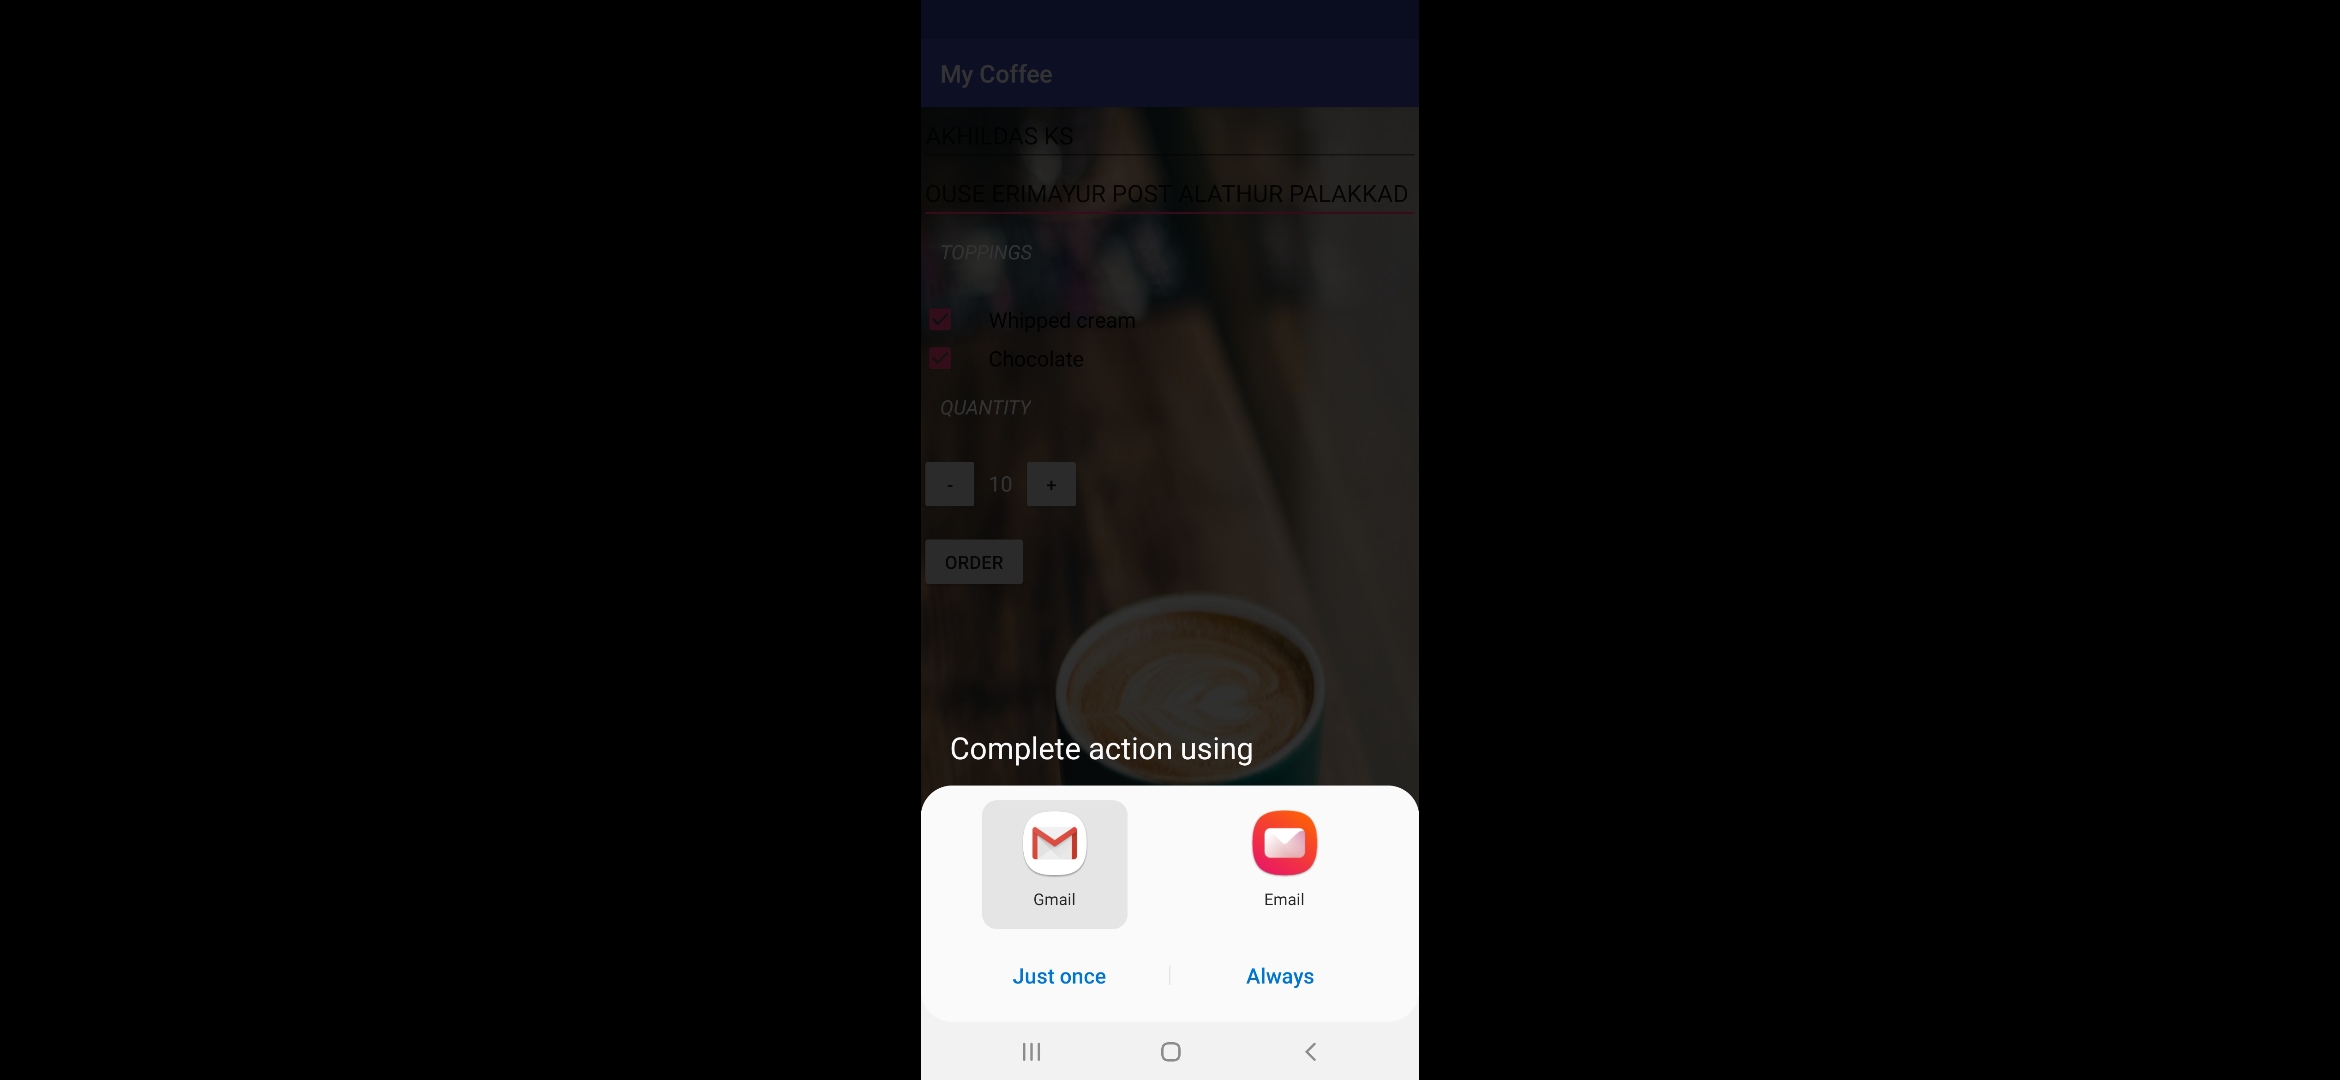 My Coffee
AKHILDAS KS
OUSE ERIMAYUR POST ALATHUR PALAKKAD
TOPPINGS
Whipped cream
Chocolate
QUANTITY
- 10 +
ORDER
Complete action using
Gmail Email
Just once Always